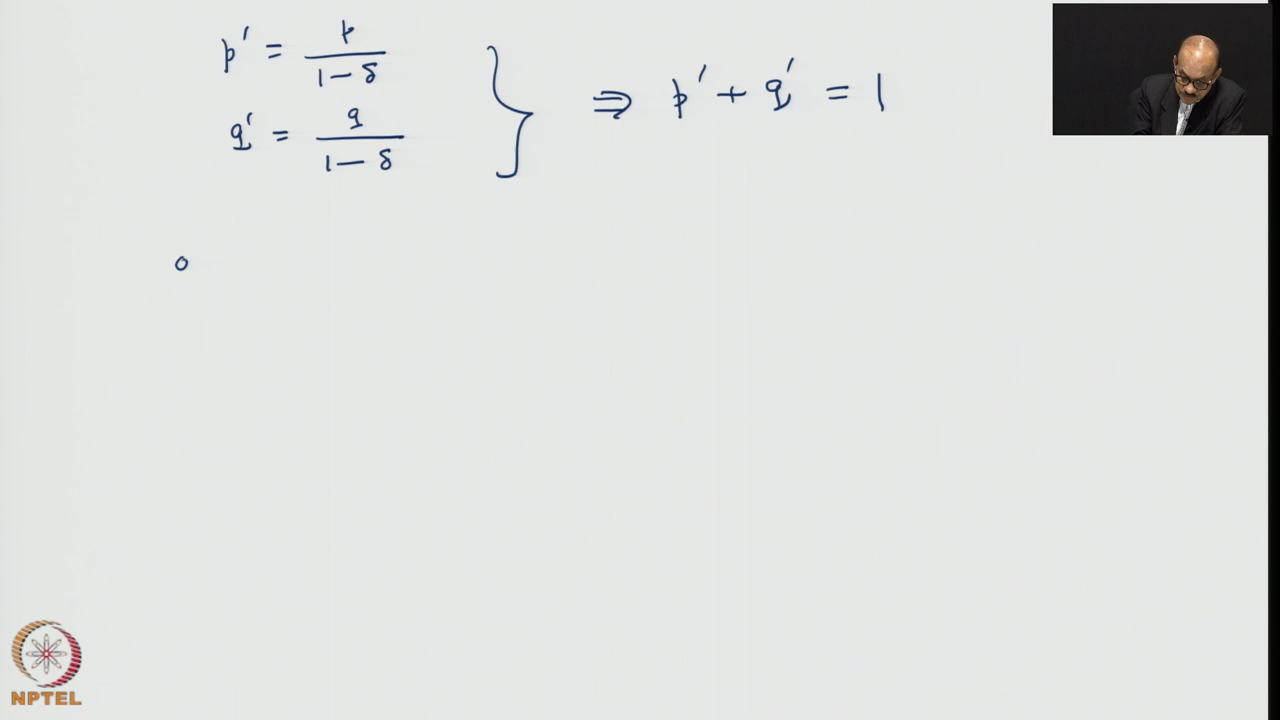 p' = p / (1 − δ)
q' = q / (1 − δ)
} ⇒ p' + q' = 1
NPTEL